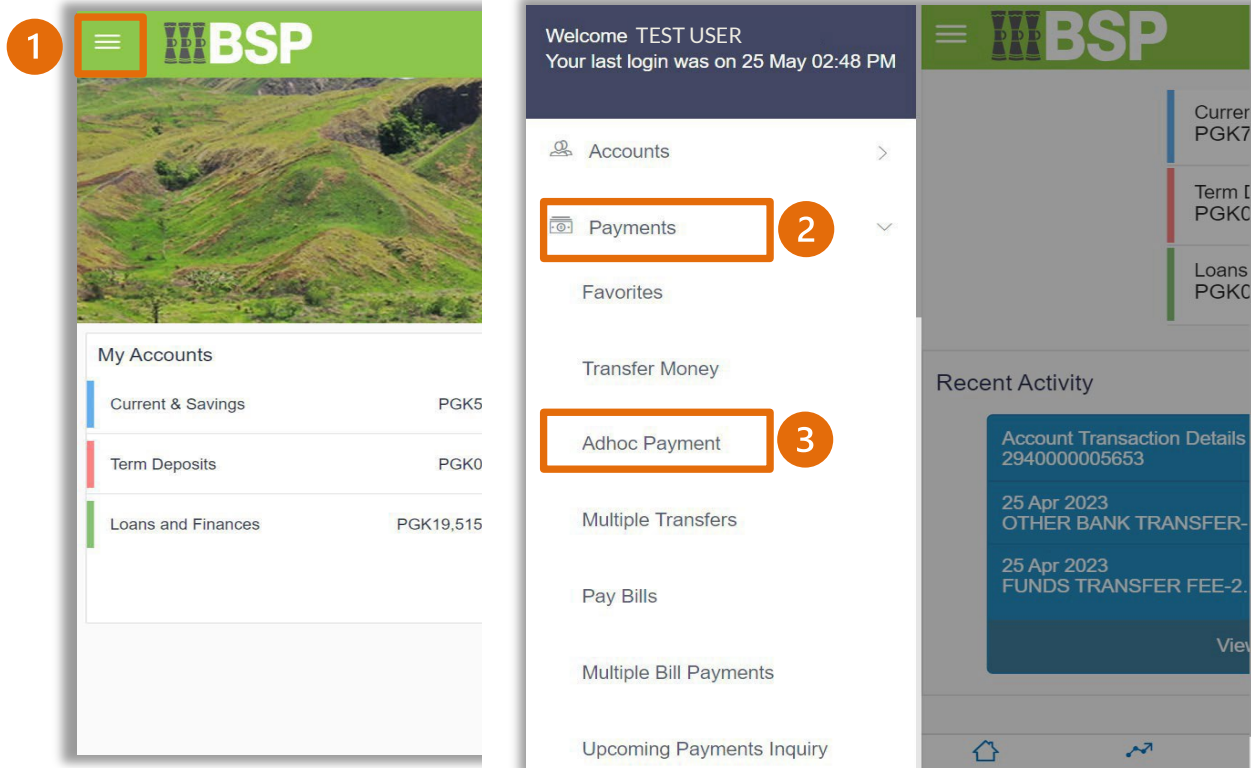 1
BSP
My Accounts
Current & Savings PGK5
Term Deposits PGK0
Loans and Finances PGK19,515
Welcome TEST USER
Your last login was on 25 May 02:48 PM
Accounts
Payments
2
Favorites
Transfer Money
Adhoc Payment
3
Multiple Transfers
Pay Bills
Multiple Bill Payments
Upcoming Payments Inquiry
BSP
PGK7
Term
Loans
Recent Activity
Account Transaction Details
2940000005653
25 Apr 2023
OTHER BANK TRANSFER-
25 Apr 2023
FUNDS TRANSFER FEE-2.